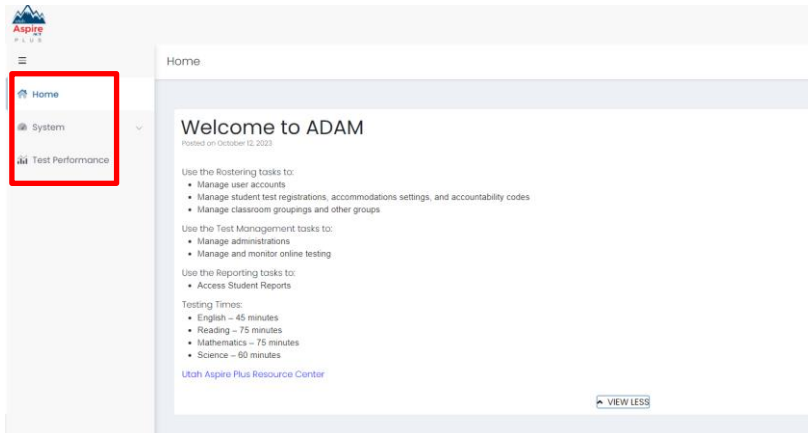 Aspire
PLUS
Home
Home
System
Test Performance
Welcome to ADAM
Posted on October 12, 2023
Use the Rostering tasks to:
• Manage user accounts
• Manage student test registrations, accommodations settings, and accountability codes
• Manage classroom groupings and other groups
Use the Test Management tasks to:
• Manage administrations
• Manage and monitor online testing
Use the Reporting tasks to:
• Access Student Reports
Testing Times:
• English – 45 minutes
• Reading – 75 minutes
• Mathematics – 75 minutes
• Science – 60 minutes
Utah Aspire Plus Resource Center
VIEW LESS